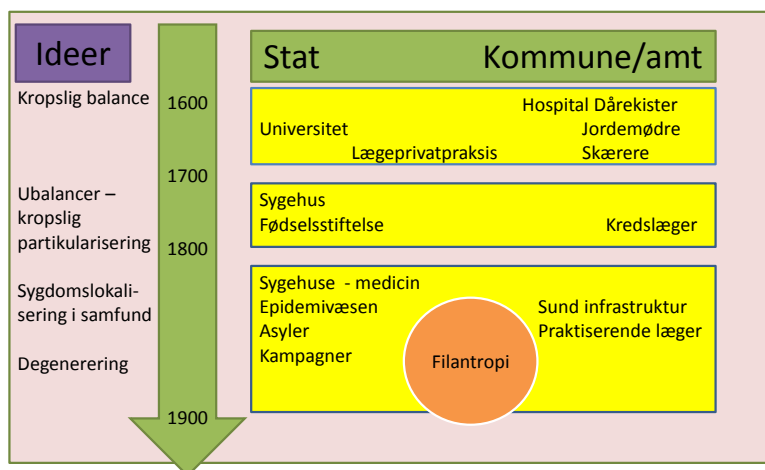 Ideer
Stat Kommune/amt
Kropslig balance
1600
Hospital Dårekister
Universitet Jordemødre
Lægeprivatpraksis Skærere
1700
Ubalancer –
kropslig
partikularisering
Sygehus
Fødselsstiftelse Kredslæger
1800
Sygdomslokali-
sering i samfund
Degenerering
Sygehuse - medicin
Epidemivæsen
Asyler
Kampagner
Filantropi
Sund infrastruktur
Praktiserende læger
1900